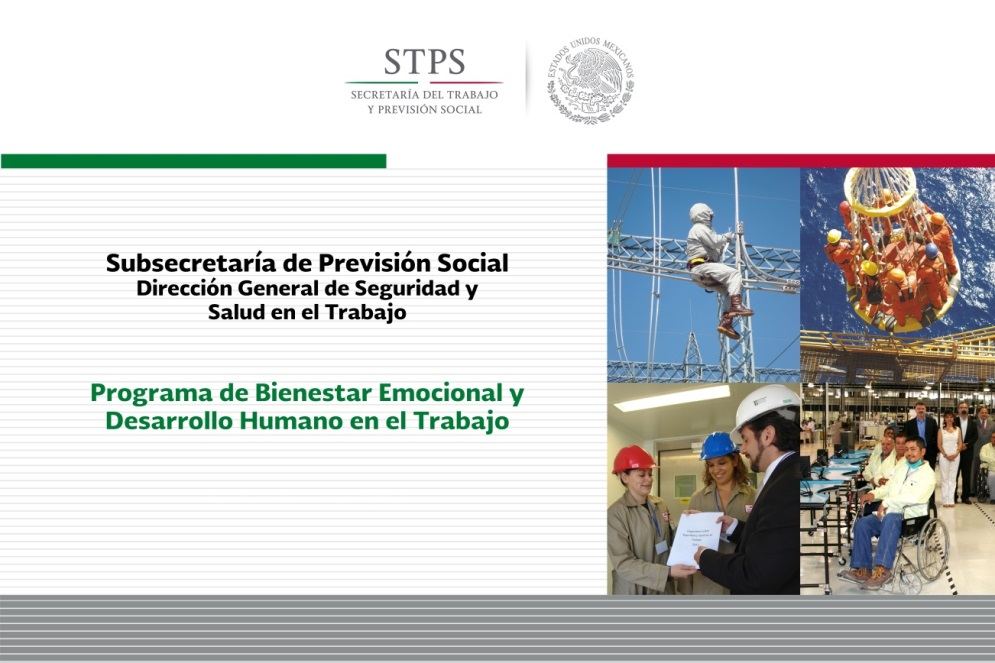 STPS
SECRETARÍA DEL TRABAJO
Y PREVISIÓN SOCIAL
ESTADOS UNIDOS MEXICANOS
Subsecretaría de Previsión Social
Dirección General de Seguridad y
Salud en el Trabajo
Programa de Bienestar Emocional y
Desarrollo Humano en el Trabajo